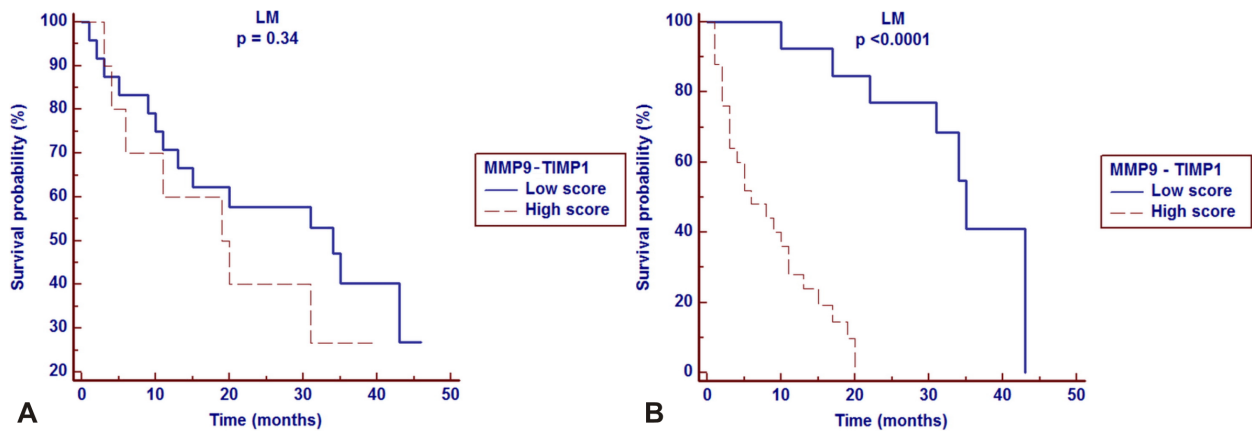 LM
p = 0.34
100
90
80
70
60
50
40
30
20
Survival probability (%)
0
10
20
30
40
50
Time (months)
MMP9-TIMP1
Low score
High score
A
LM
p <0.0001
100
80
60
40
20
0
Survival probability (%)
0
10
20
30
40
50
Time (months)
MMP9 - TIMP1
Low score
High score
B